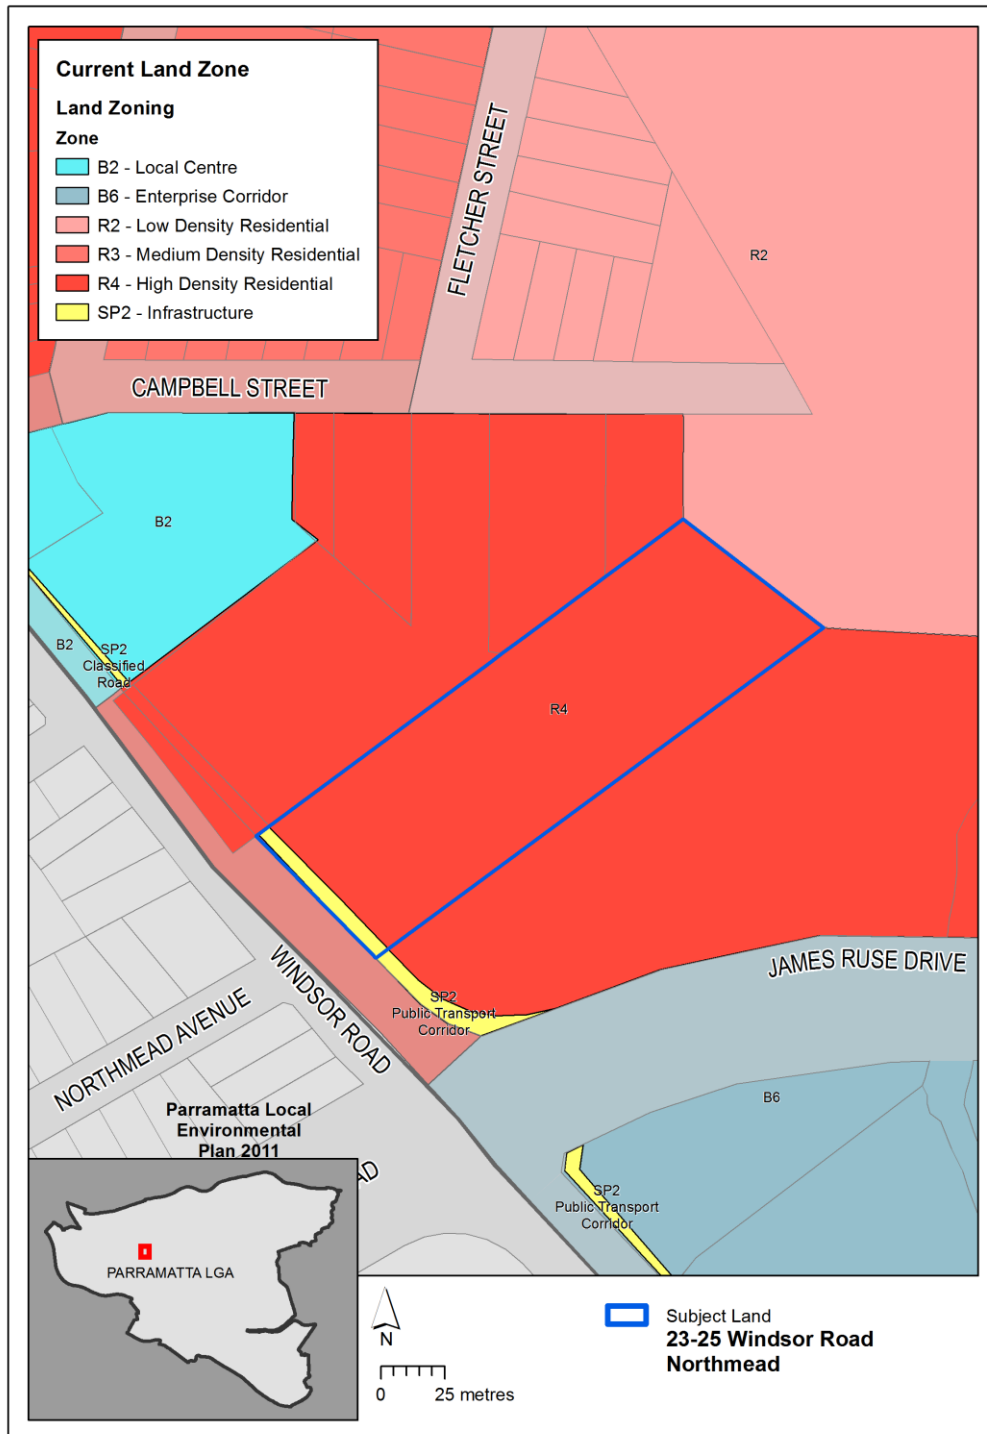 Current Land Zone
Land Zoning
Zone
B2 - Local Centre
B6 - Enterprise Corridor
R2 - Low Density Residential
R3 - Medium Density Residential
R4 - High Density Residential
SP2 - Infrastructure
FLETCHER STREET
R2
CAMPBELL STREET
B2
B2
SP2
Classified
Road
R4
WINDSOR ROAD
JAMES RUSE DRIVE
SP2
Public Transport
Corridor
NORTHMEAD AVENUE
B6
Parramatta Local
Environmental
Plan 2011
SP2
Public Transport
Corridor
PARRAMATTA LGA
N
0 25 metres
Subject Land
23-25 Windsor Road
Northmead